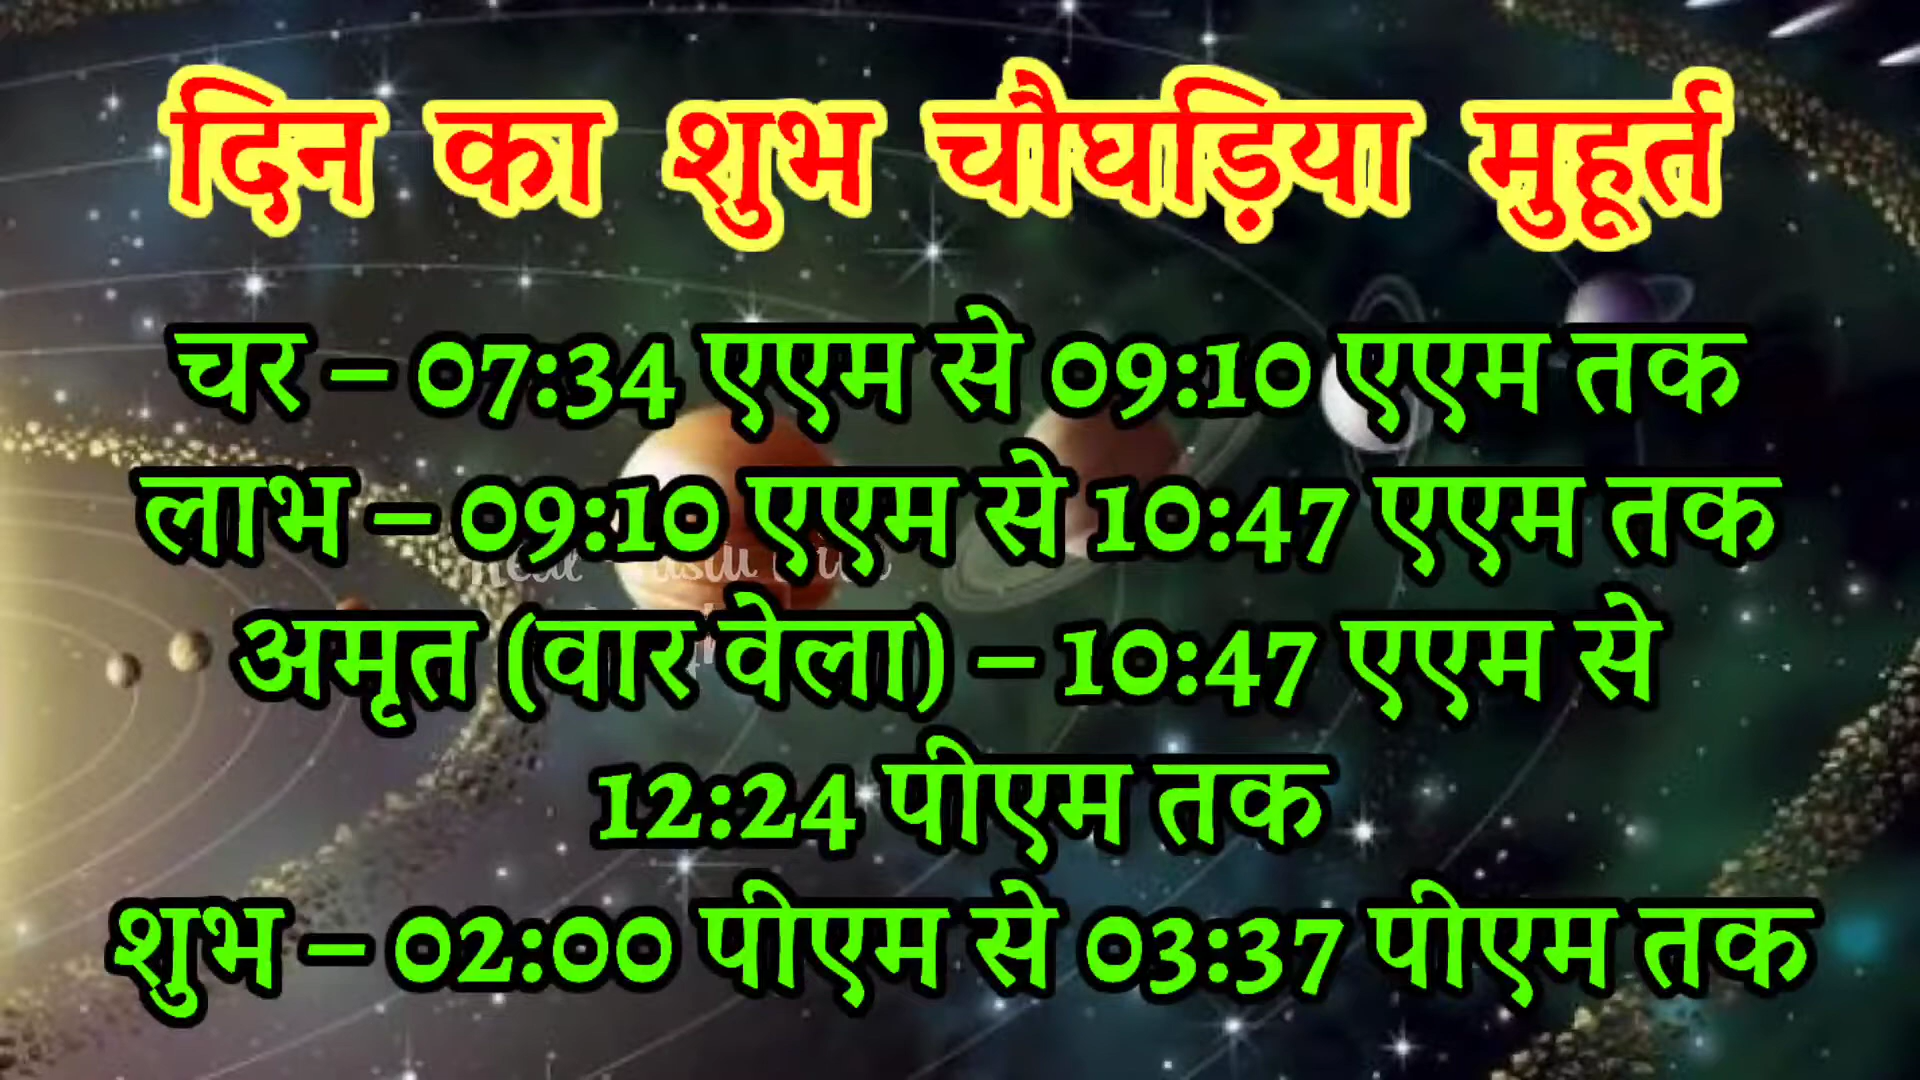 दिन का शुभ चौघड़िया मुहूर्त
चर – 07:34 एएम से 09:10 एएम तक
लाभ – 09:10 एएम से 10:47 एएम तक
अमृत (वार वेला) – 10:47 एएम से
12:24 पीएम तक
शुभ – 02:00 पीएम से 03:37 पीएम तक